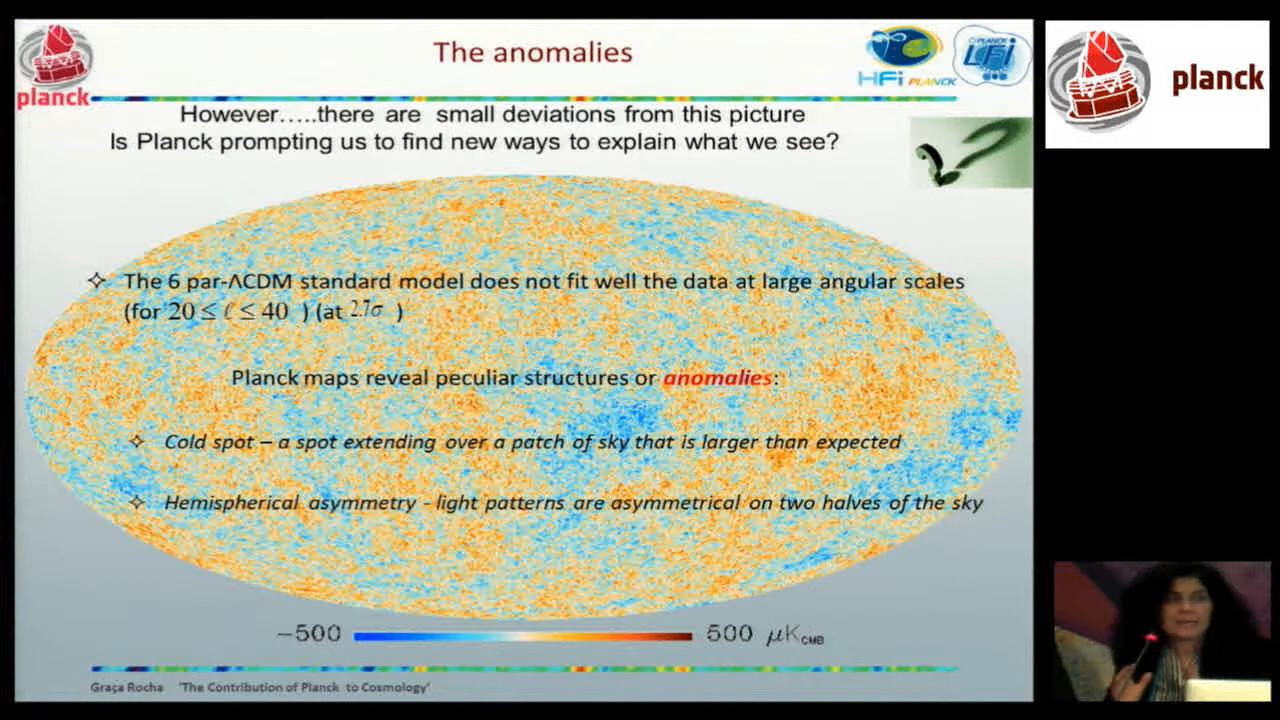 The anomalies
planck
HFi PLANCK
PLANCK
LFi
planck
However.....there are small deviations from this picture
Is Planck prompting us to find new ways to explain what we see?
✧ The 6 par-ΛCDM standard model does not fit well the data at large angular scales
(for 20 ≤ ℓ ≤ 40 ) (at 2.7σ )
Planck maps reveal peculiar structures or anomalies:
✧ Cold spot – a spot extending over a patch of sky that is larger than expected
✧ Hemispherical asymmetry - light patterns are asymmetrical on two halves of the sky
−500 500 μK CMB
Graça Rocha 'The Contribution of Planck to Cosmology'